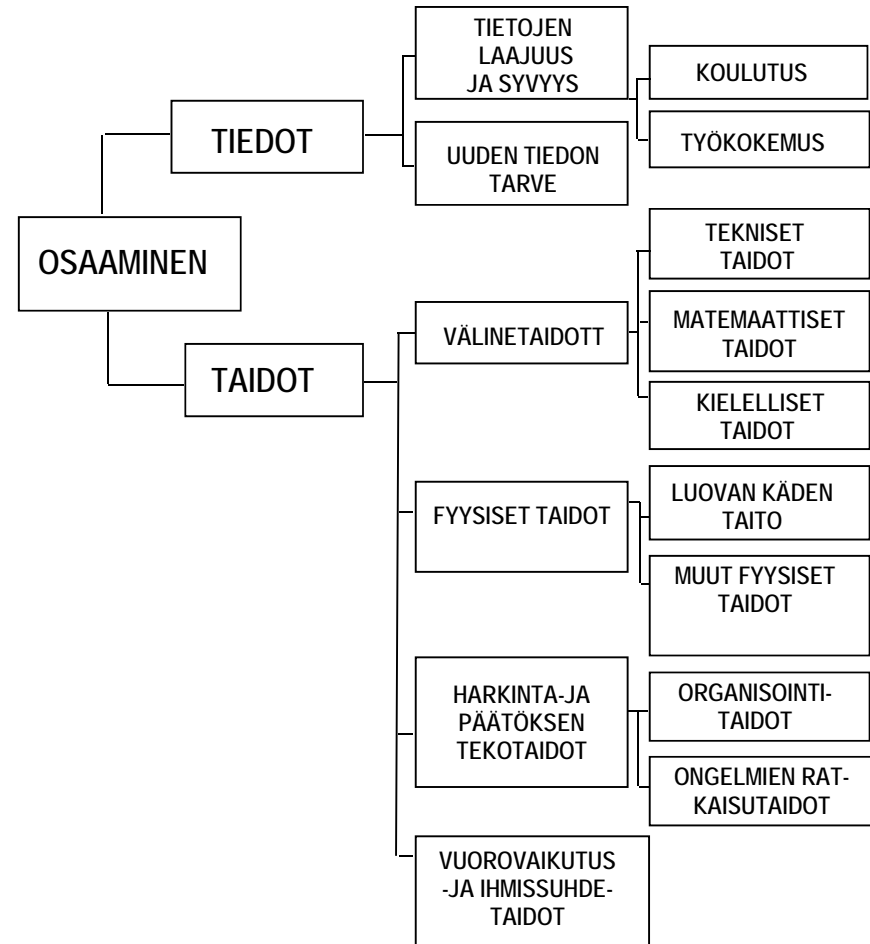 OSAAMINEN
TIEDOT
TIETOJEN
LAAJUUS
JA SYVYYS
KOULUTUS
TYÖKOKEMUS
UUDEN TIEDON
TARVE
TAIDOT
VÄLINETAIDOTT
TEKNISET
TAIDOT
MATEMAATTISET
TAIDOT
KIELELLISET
TAIDOT
FYYSISET TAIDOT
LUOVAN KÄDEN
TAITO
MUUT FYYSISET
TAIDOT
HARKINTA-JA
PÄÄTÖKSEN
TEKOTAIDOT
ORGANISOINTI-
TAIDOT
ONGELMIEN RAT-
KAISUTAIDOT
VUOROVAIKUTUS
-JA IHMISSUHDE-
TAIDOT